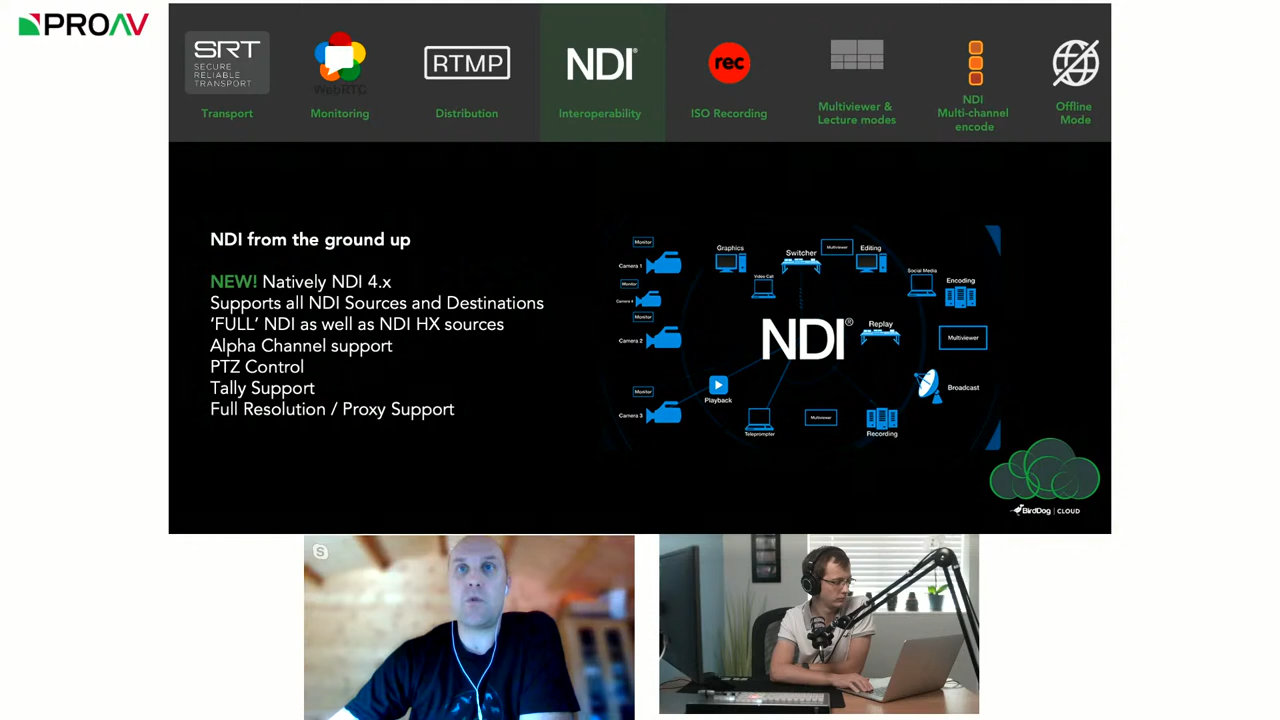 PROAV
SRT
SECURE
RELIABLE
TRANSPORT
Transport
WebRTC
Monitoring
RTMP
Distribution
NDI®
Interoperability
rec
ISO Recording
Multiviewer &
Lecture modes
NDI
Multi-channel
encode
Offline
Mode
NDI from the ground up
NEW! Natively NDI 4.x
Supports all NDI Sources and Destinations
‘FULL’ NDI as well as NDI HX sources
Alpha Channel support
PTZ Control
Tally Support
Full Resolution / Proxy Support
Monitor
Camera 1
Monitor
Camera 4
Monitor
Camera 2
Monitor
Camera 3
Graphics
Video Call
Switcher
Multiviewer
Editing
Social Media
Encoding
NDI®
Replay
Multiviewer
Playback
Broadcast
Teleprompter
Multiviewer
Recording
BirdDog | CLOUD
S